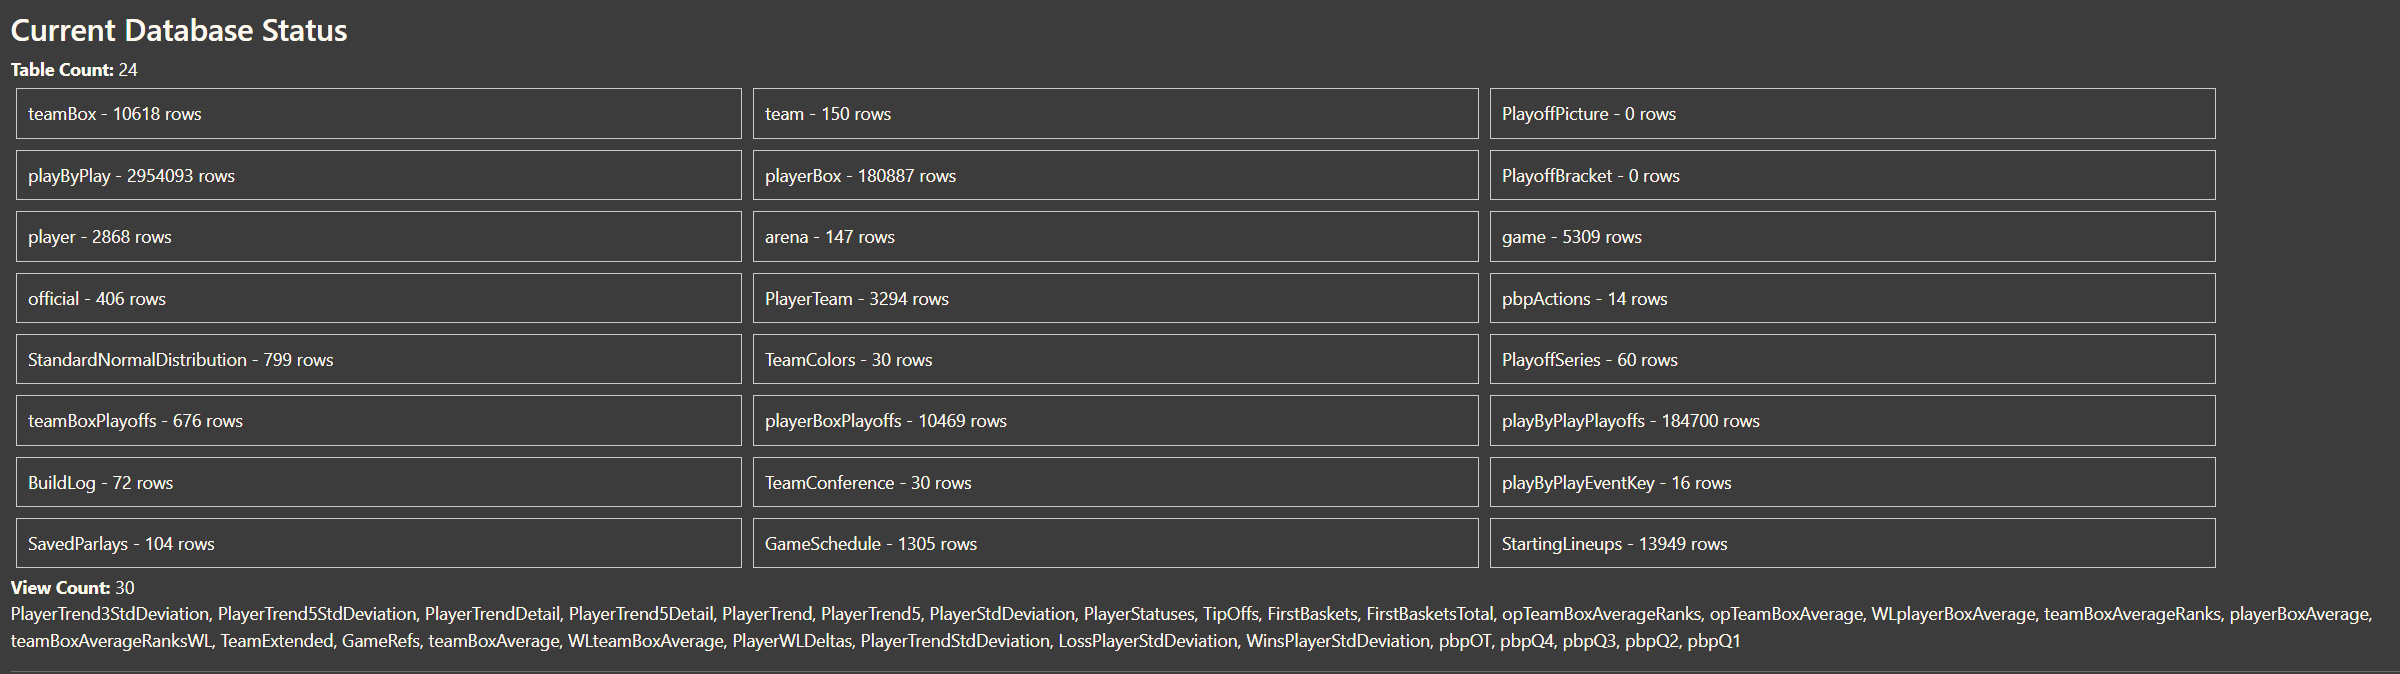 Current Database Status
Table Count: 24
teamBox - 10618 rows
team - 150 rows
PlayoffPicture - 0 rows
playByPlay - 2954093 rows
playerBox - 180887 rows
PlayoffBracket - 0 rows
player - 2868 rows
arena - 147 rows
game - 5309 rows
official - 406 rows
PlayerTeam - 3294 rows
pbpActions - 14 rows
StandardNormalDistribution - 799 rows
TeamColors - 30 rows
PlayoffSeries - 60 rows
teamBoxPlayoffs - 676 rows
playerBoxPlayoffs - 10469 rows
playByPlayPlayoffs - 184700 rows
BuildLog - 72 rows
TeamConference - 30 rows
playByPlayEventKey - 16 rows
SavedParlays - 104 rows
GameSchedule - 1305 rows
StartingLineups - 13949 rows
View Count: 30
PlayerTrend3StdDeviation, PlayerTrend5StdDeviation, PlayerTrendDetail, PlayerTrend5Detail, PlayerTrend, PlayerTrend5, PlayerStdDeviation, PlayerStatuses, TipOffs, FirstBaskets, FirstBasketsTotal, opTeamBoxAverageRanks, opTeamBoxAverage, WLplayerBoxAverage, teamBoxAverageRanks, playerBoxAverage,
teamBoxAverageRanksWL, TeamExtended, GameRefs, teamBoxAverage, WLteamBoxAverage, PlayerWLDeltas, PlayerTrendStdDeviation, LossPlayerStdDeviation, WinsPlayerStdDeviation, pbpOT, pbpQ4, pbpQ3, pbpQ2, pbpQ1